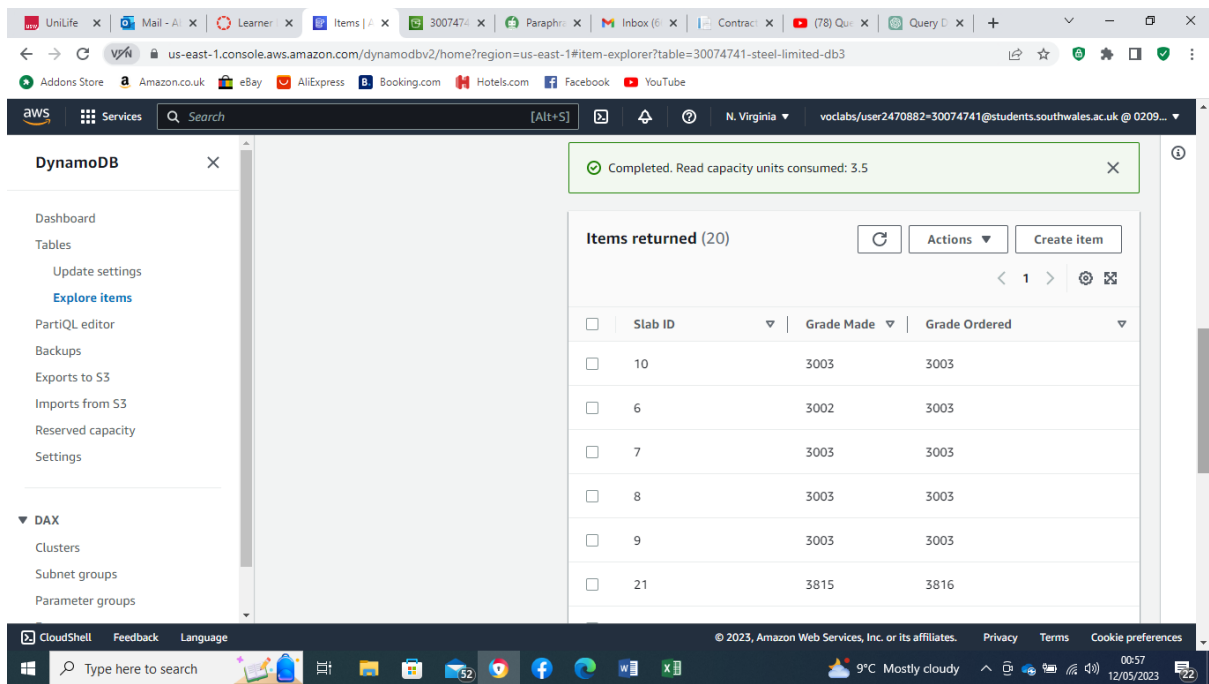 UniLife
Mail - Al
Learner
Items | A
3007474
Paraphra
Inbox (6
Contract
(78) Que
Query D
VPN us-east-1.console.aws.amazon.com/dynamodbv2/home?region=us-east-1#item-explorer?table=30074741-steel-limited-db3
Addons Store Amazon.co.uk eBay AliExpress B. Booking.com Hotels.com Facebook YouTube
aws Services Search [Alt+S] N. Virginia ▼ voclabs/user2470882=30074741@students.southwales.ac.uk @ 0209... ▼
DynamoDB
Dashboard
Tables
Update settings
Explore items
PartiQL editor
Backups
Exports to S3
Imports from S3
Reserved capacity
Settings
▼ DAX
Clusters
Subnet groups
Parameter groups
Completed. Read capacity units consumed: 3.5
Items returned (20)
Actions ▼ Create item
1
Slab ID Grade Made Grade Ordered
10 3003 3003
6 3002 3003
7 3003 3003
8 3003 3003
9 3003 3003
21 3815 3816
CloudShell Feedback Language © 2023, Amazon Web Services, Inc. or its affiliates. Privacy Terms Cookie preferences
Type here to search 52 9°C Mostly cloudy 00:57
12/05/2023 22